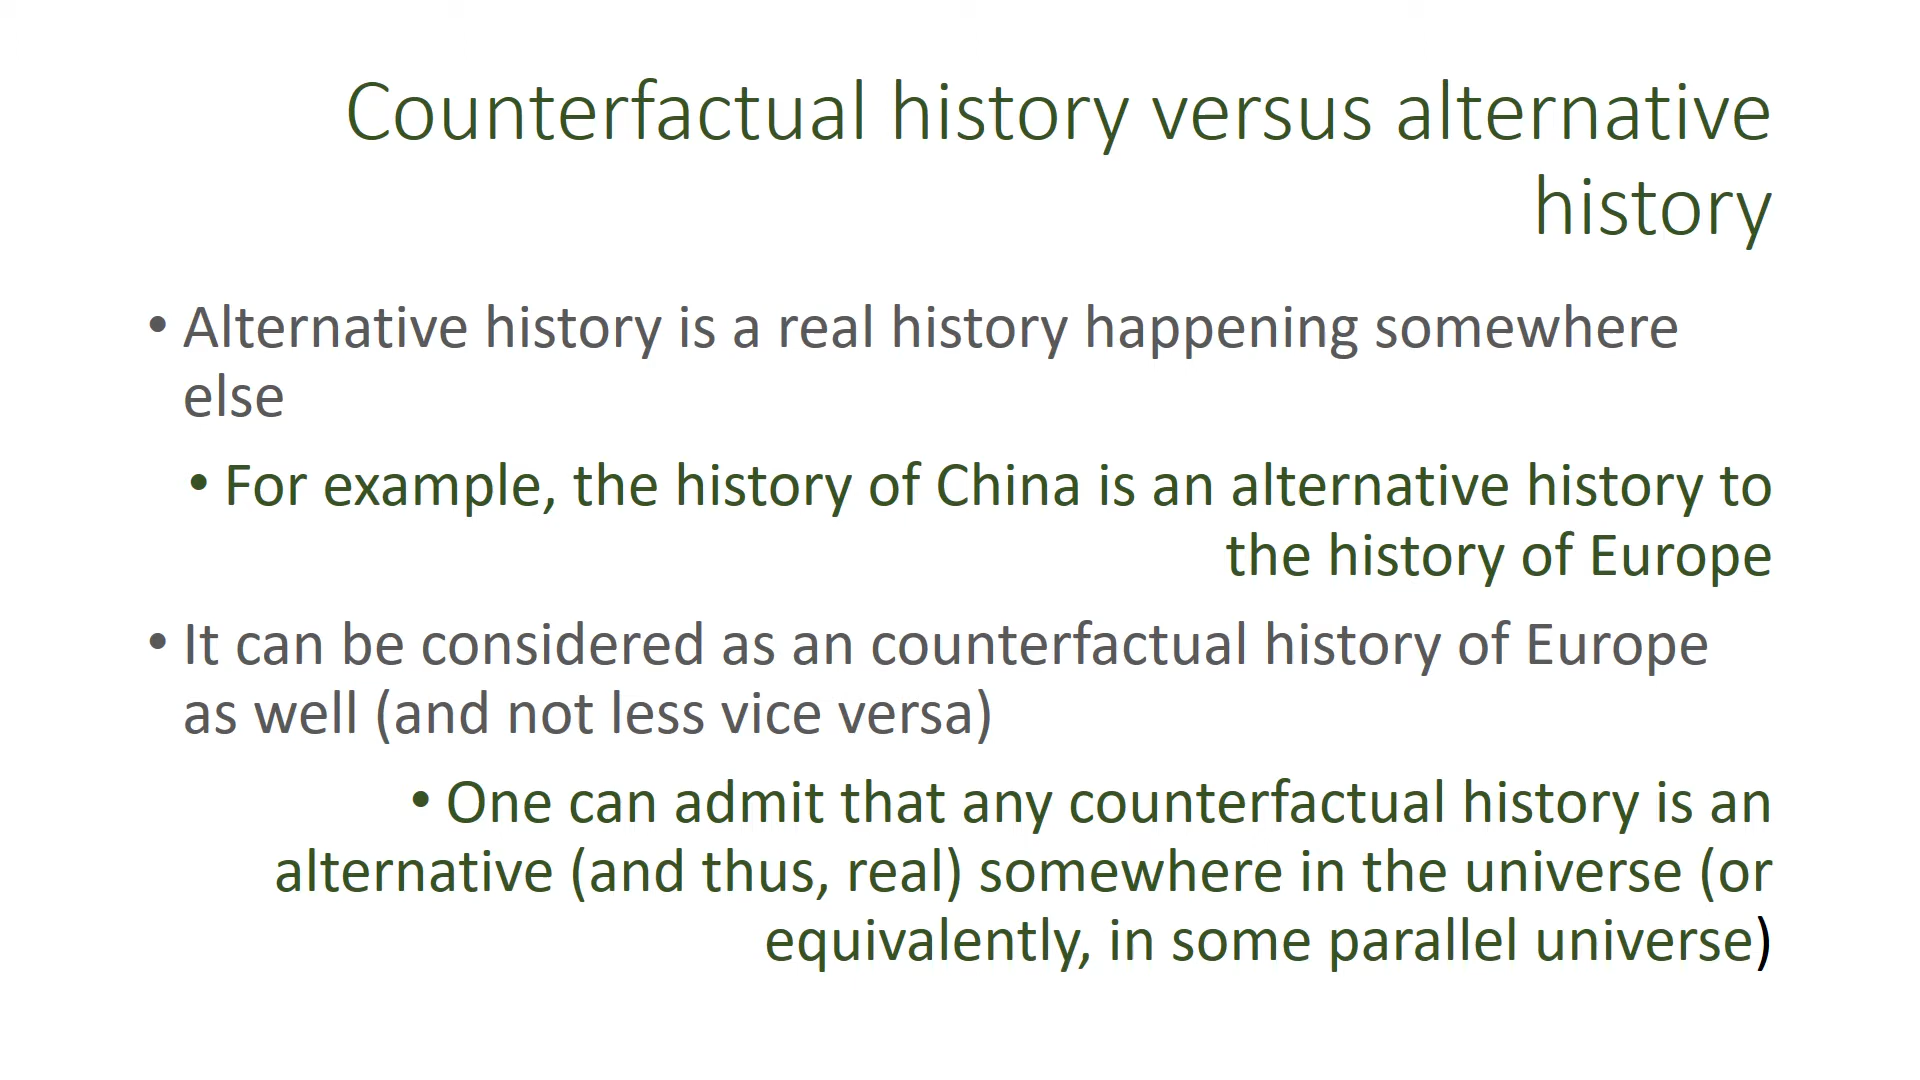 Counterfactual history versus alternative
history
• Alternative history is a real history happening somewhere
else
• For example, the history of China is an alternative history to
the history of Europe
• It can be considered as an counterfactual history of Europe
as well (and not less vice versa)
• One can admit that any counterfactual history is an
alternative (and thus, real) somewhere in the universe (or
equivalently, in some parallel universe)